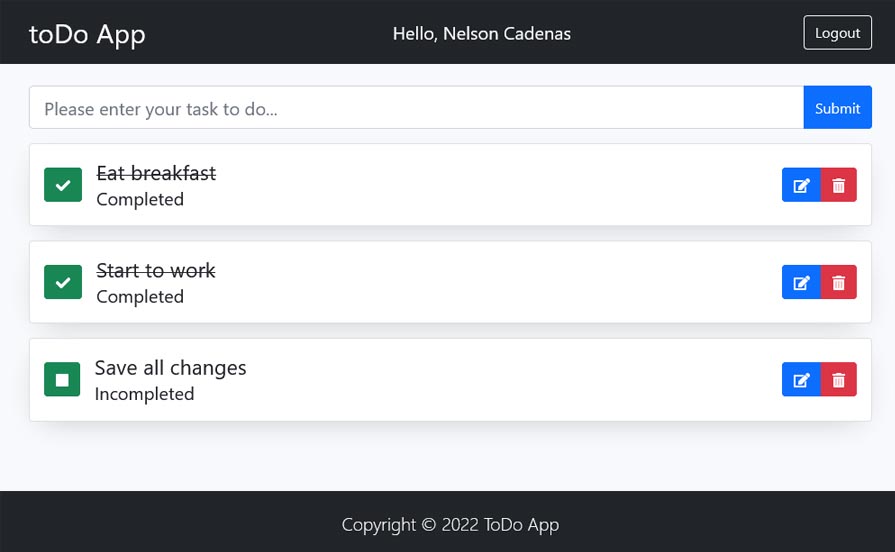 toDo App
Hello, Nelson Cadenas
Logout
Please enter your task to do...
Submit
Eat breakfast
Completed
Start to work
Completed
Save all changes
Incompleted
Copyright © 2022 ToDo App